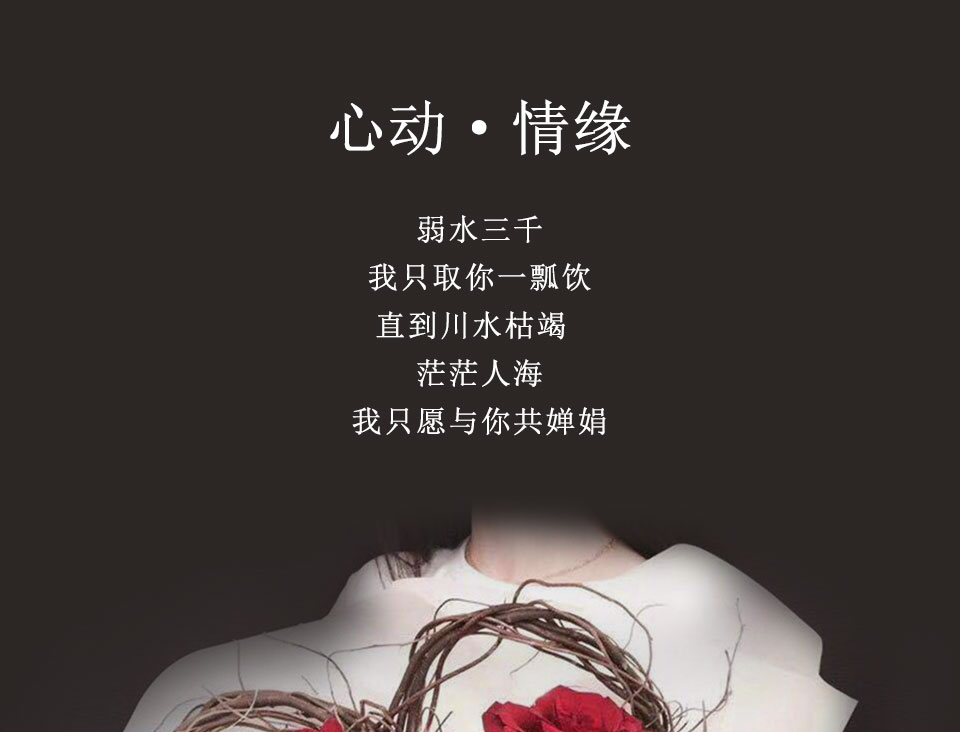 心动·情缘
弱水三千
我只取你一瓢饮
直到川水枯竭
茫茫人海
我只愿与你共婵娟